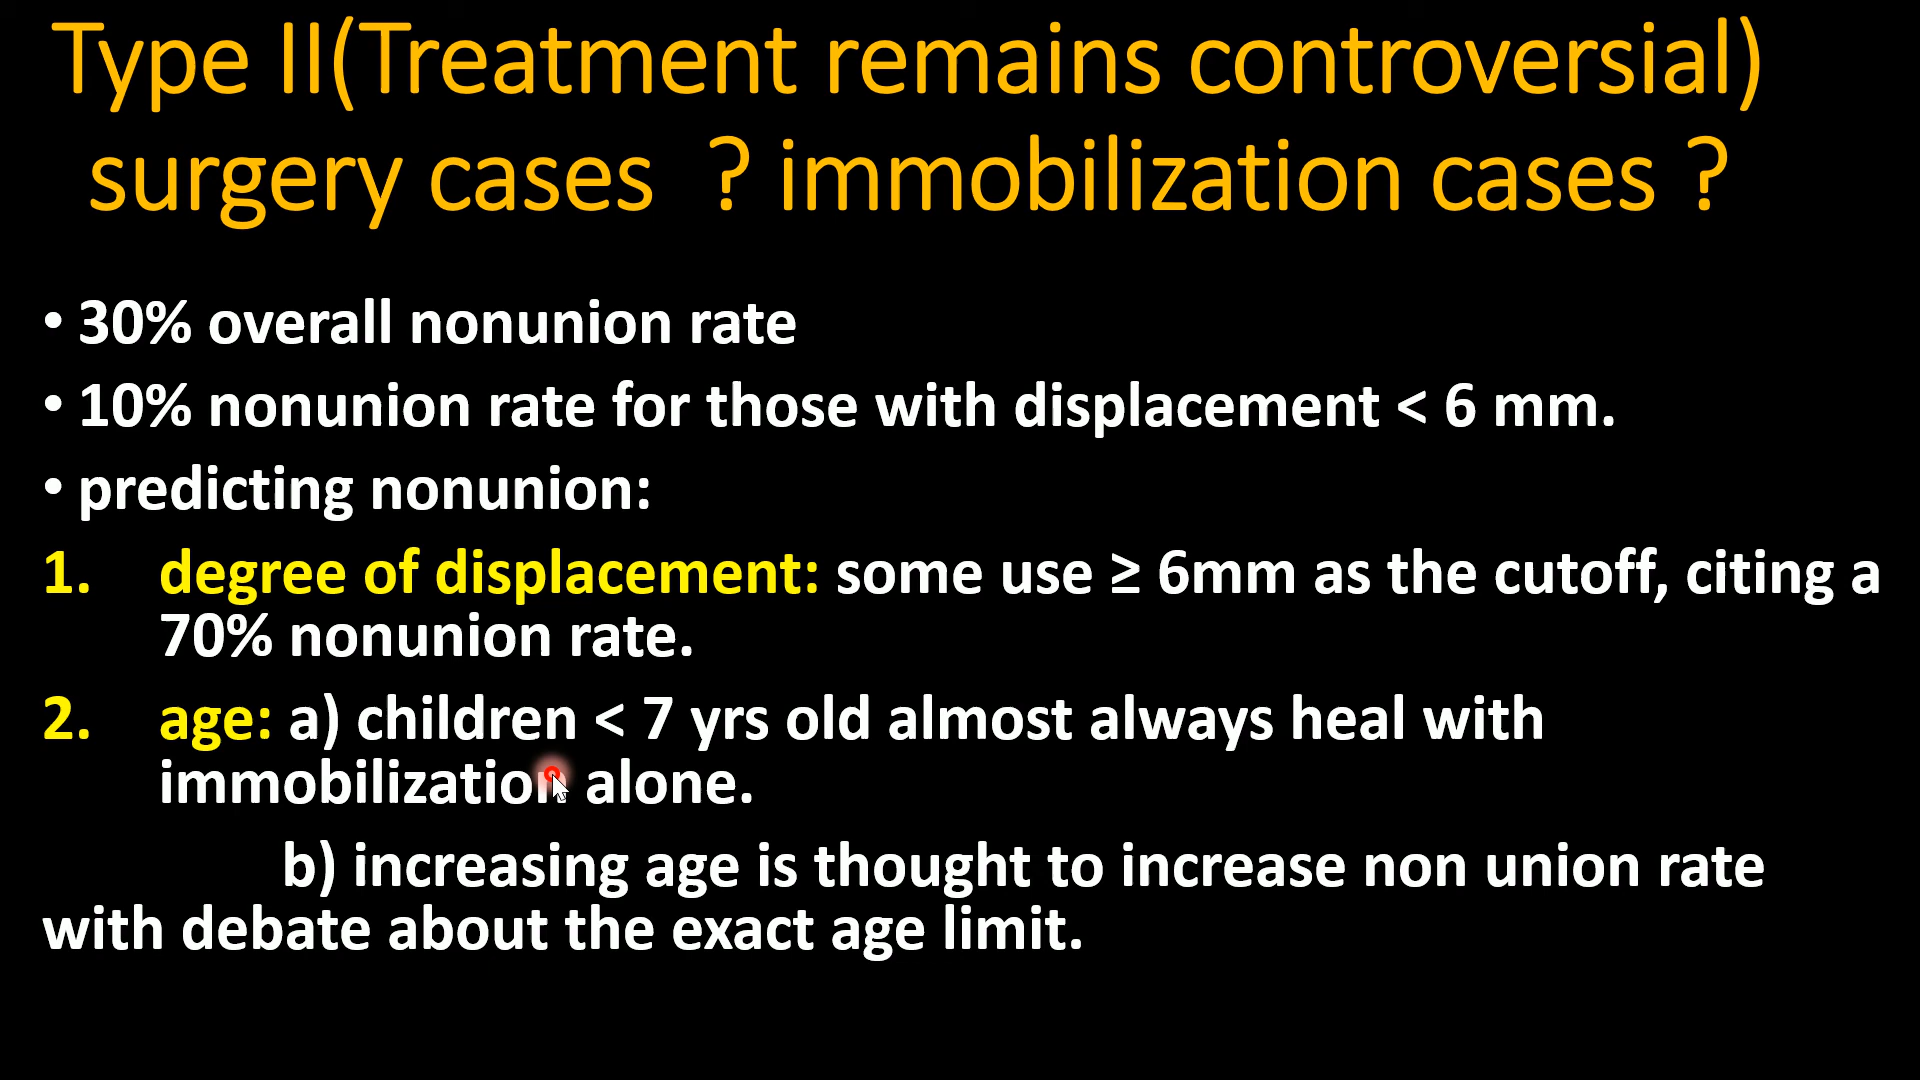 Type II(Treatment remains controversial)
surgery cases ? immobilization cases ?
• 30% overall nonunion rate
• 10% nonunion rate for those with displacement < 6 mm.
• predicting nonunion:
1. degree of displacement: some use ≥ 6mm as the cutoff, citing a
70% nonunion rate.
2. age: a) children < 7 yrs old almost always heal with
immobilization alone.
b) increasing age is thought to increase non union rate
with debate about the exact age limit.